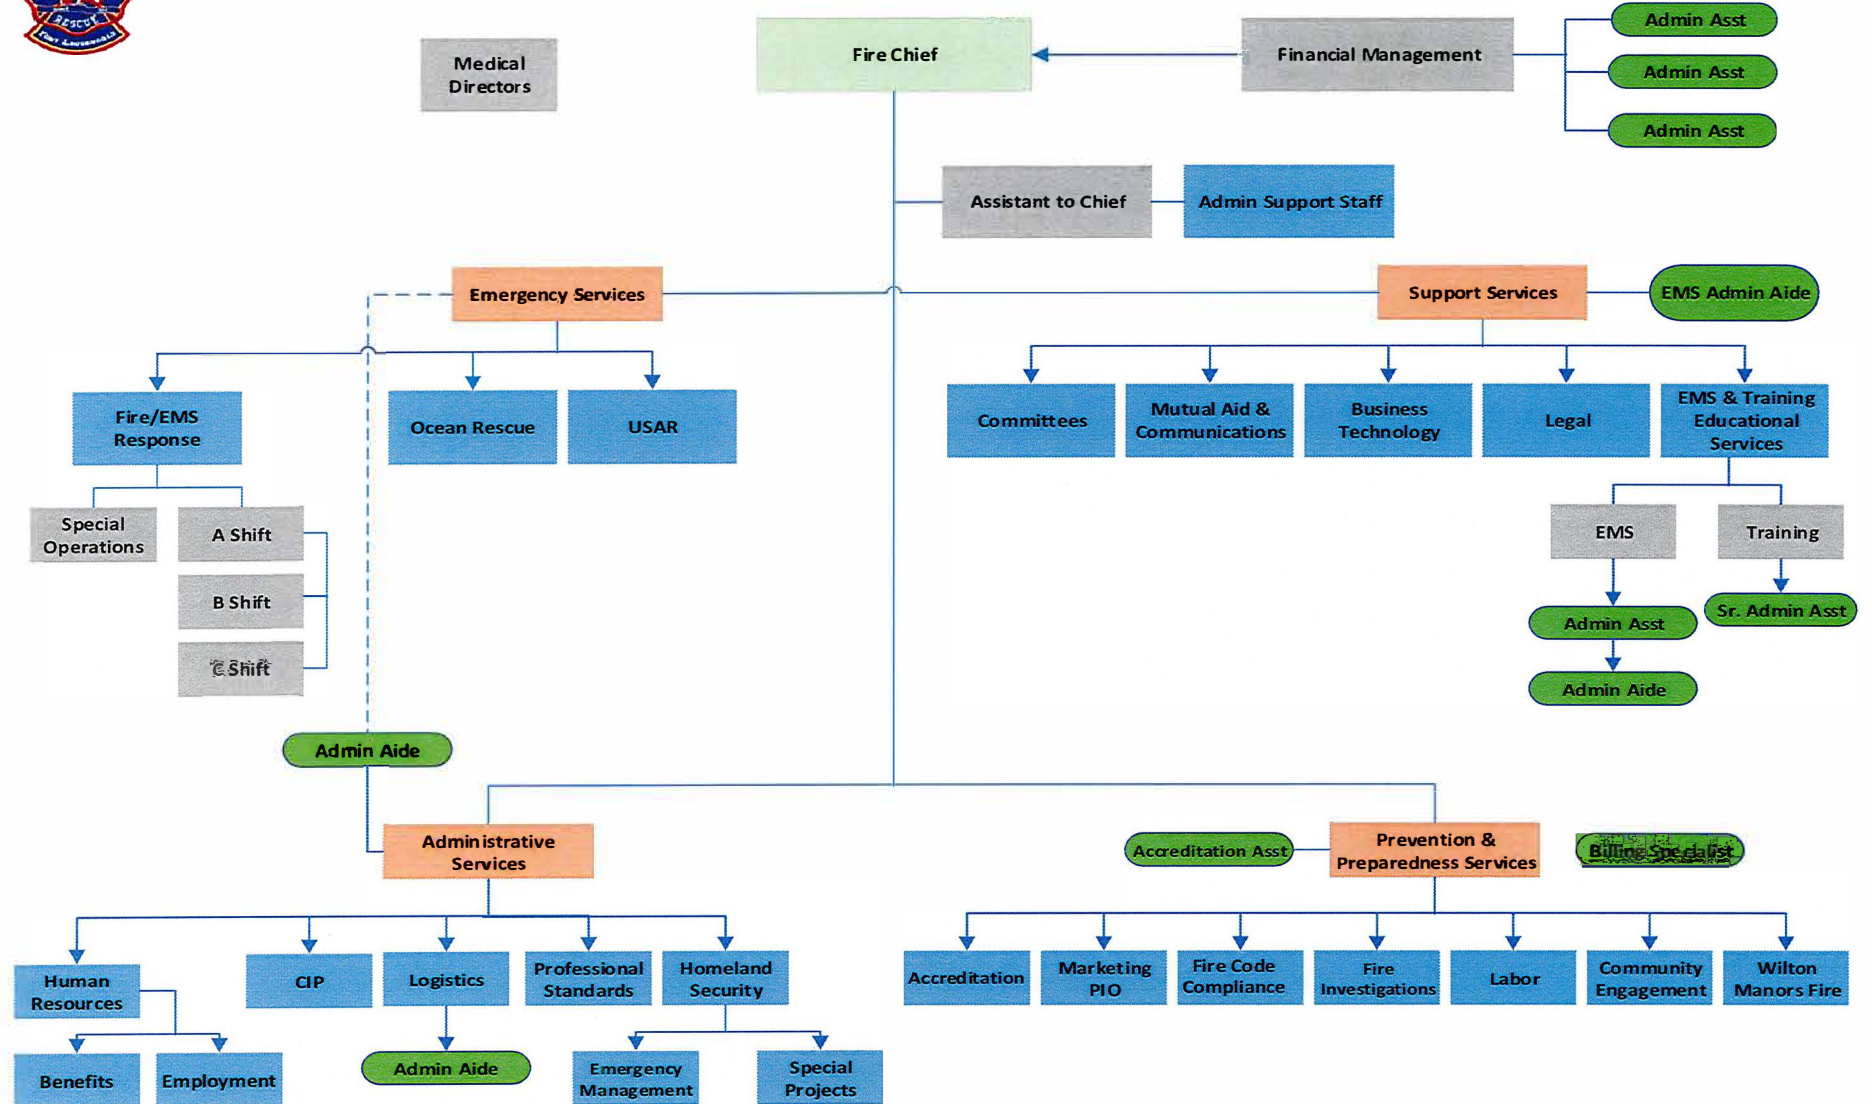 RESCUE
FORT LAUDERDALE
Medical
Directors
Fire Chief
Financial Management
Admin Asst
Admin Asst
Admin Asst
Assistant to Chief
Admin Support Staff
Emergency Services
Support Services
EMS Admin Aide
Fire/EMS
Response
Ocean Rescue
USAR
Committees
Mutual Aid &
Communications
Business
Technology
Legal
EMS & Training
Educational
Services
Special
Operations
A Shift
B Shift
C Shift
EMS
Training
Admin Asst
Sr. Admin Asst
Admin Aide
Admin Aide
Administrative
Services
Accreditation Asst
Prevention &
Preparedness Services
Billing Specialist
Human
Resources
CIP
Logistics
Professional
Standards
Homeland
Security
Accreditation
Marketing
PIO
Fire Code
Compliance
Fire
Investigations
Labor
Community
Engagement
Wilton
Manors Fire
Benefits
Employment
Admin Aide
Emergency
Management
Special
Projects